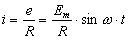 i = e/R = E_m/R · sin ω · t